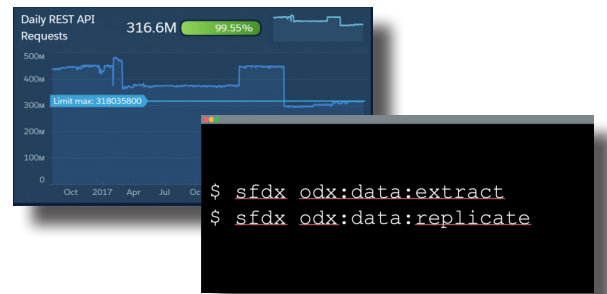 Daily REST API
Requests
316.6M
99.55%
500M
400M
300M
Limit max: 318035800
200M
100M
0
Oct 2017 Apr Jul Oc
$ sfdx odx:data:extract
$ sfdx odx:data:replicate